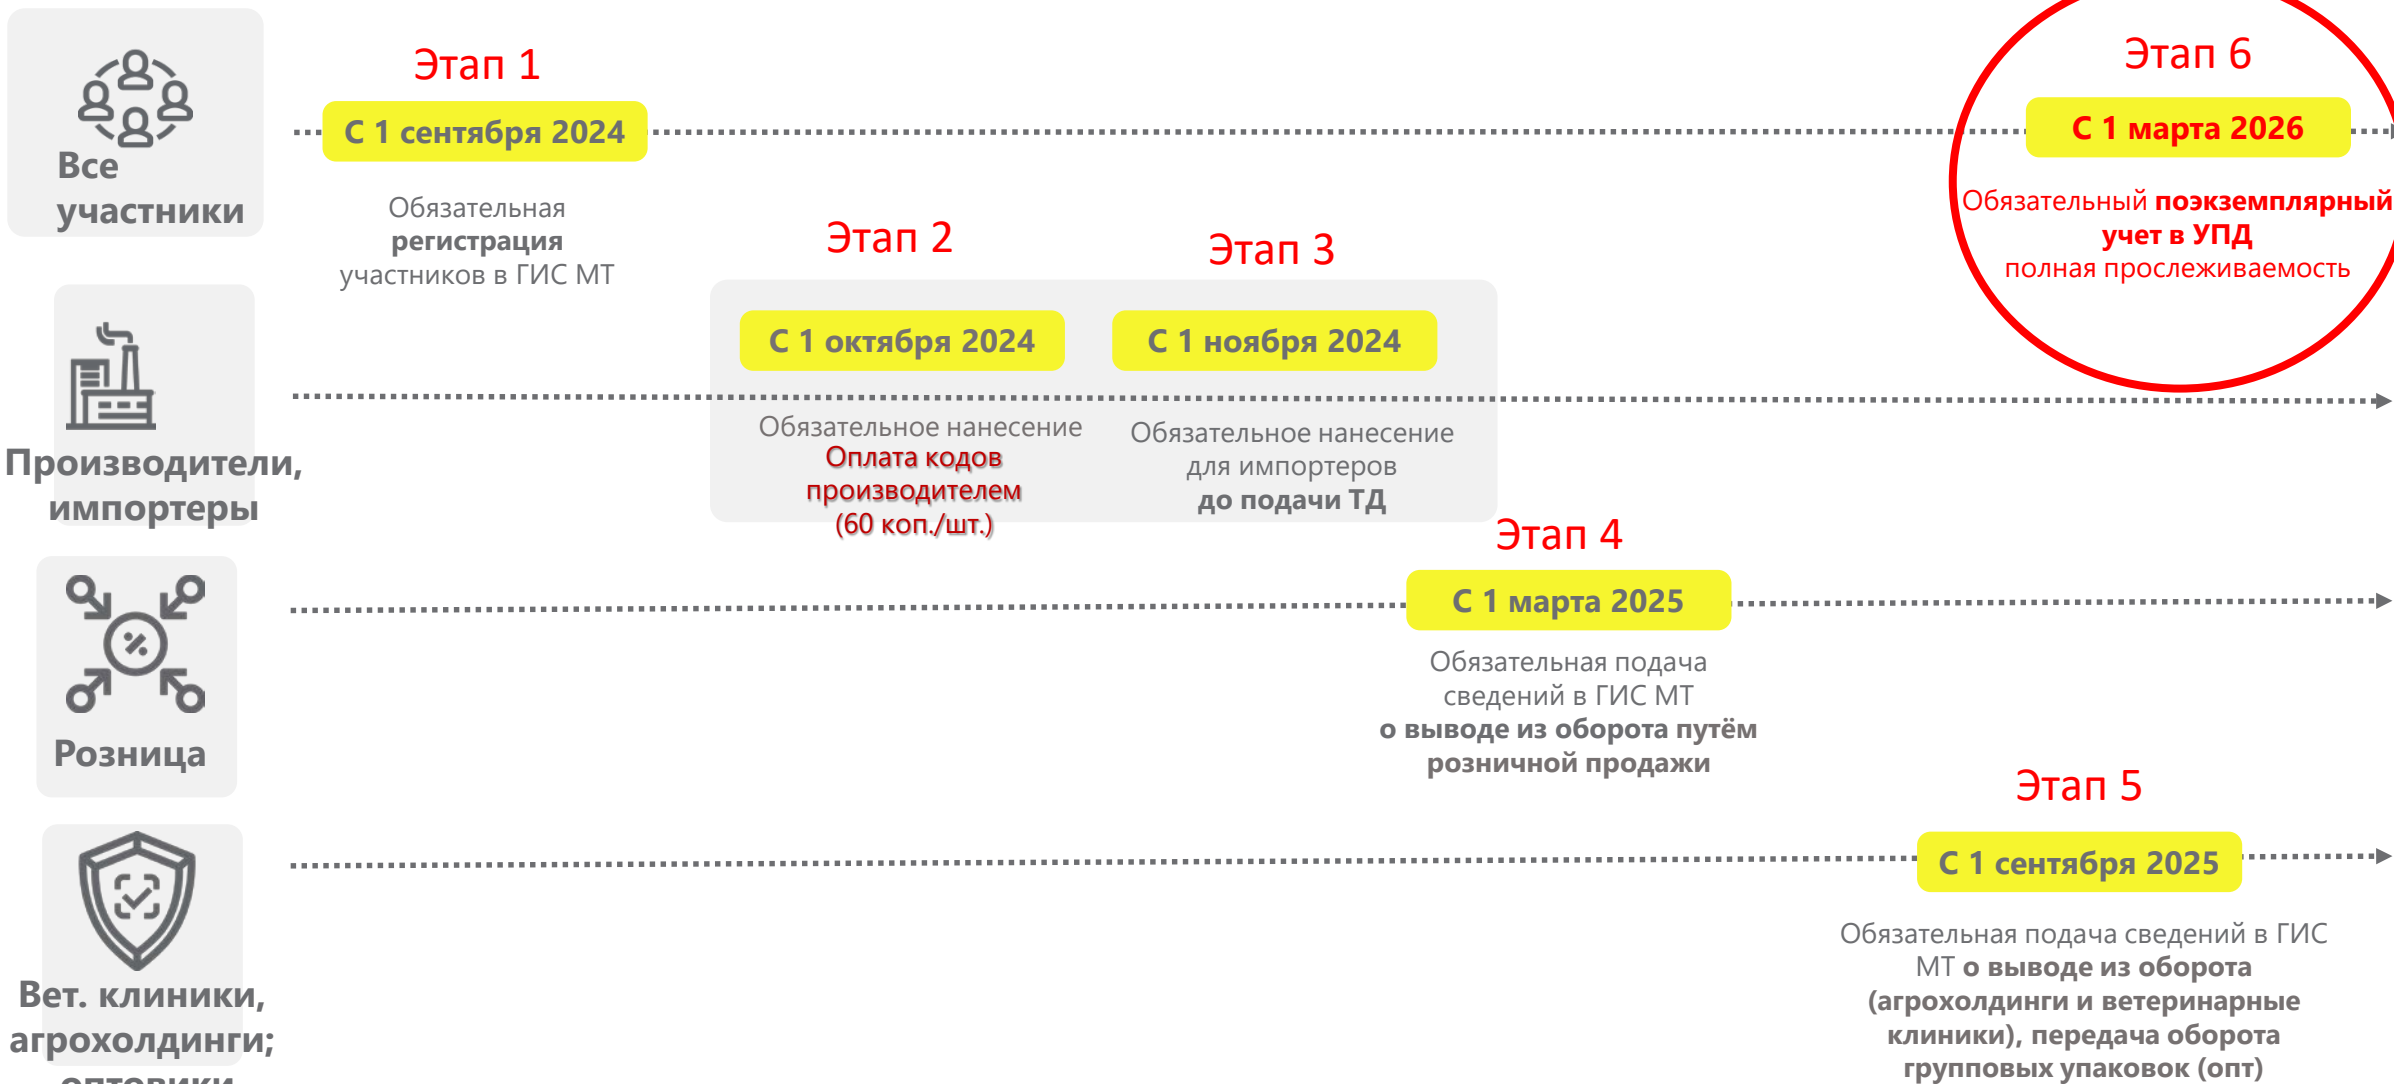 Все
участники
Этап 1
С 1 сентября 2024
Обязательная
регистрация
участников в ГИС МТ
Этап 6
С 1 марта 2026
Обязательный поэкземплярный
учет в УПД
полная прослеживаемость
Производители,
импортеры
Этап 2
С 1 октября 2024
Обязательное нанесение
Оплата кодов
производителем
(60 коп./шт.)
Этап 3
С 1 ноября 2024
Обязательное нанесение
для импортеров
до подачи ТД
Розница
Этап 4
С 1 марта 2025
Обязательная подача
сведений в ГИС МТ
о выводе из оборота путём
розничной продажи
Вет. клиники,
агрохолдинги;
оптовики
Этап 5
С 1 сентября 2025
Обязательная подача сведений в ГИС
МТ о выводе из оборота
(агрохолдинги и ветеринарные
клиники), передача оборота
групповых упаковок (опт)